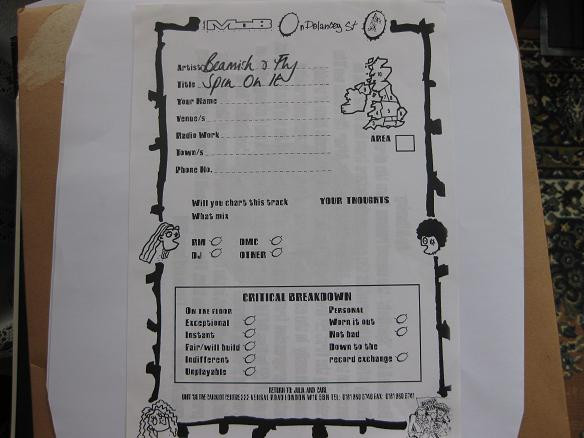 MoB On Delancey St
Artist Beamish & Fly
Title Spin On It
Your Name
Venue/s
Radio Work
Town/s
Phone No.
AREA
Will you chart this track
YOUR THOUGHTS
What mix
RM
DMC
DJ
OTHER
CRITICAL BREAKDOWN
ON THE FLOOR
Exceptional
Instant
Fair/will build
Indifferent
Unplayable
PERSONAL
Worn it out
Not bad
Down to the
record exchange
RETURN TO: JULIA AND CARL